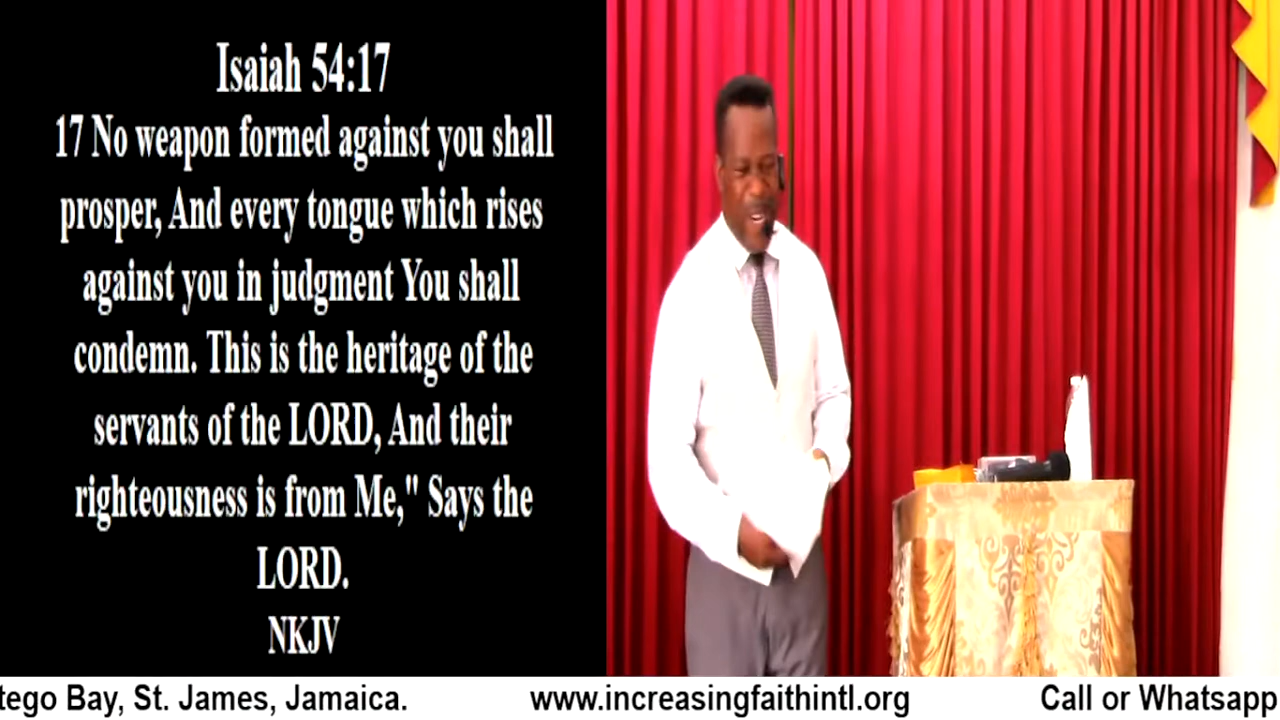 Isaiah 54:17
17 No weapon formed against you shall
prosper, And every tongue which rises
against you in judgment You shall
condemn. This is the heritage of the
servants of the LORD, And their
righteousness is from Me," Says the
LORD.
NKJV
tego Bay, St. James, Jamaica. www.increasingfaithintl.org Call or Whatsapp